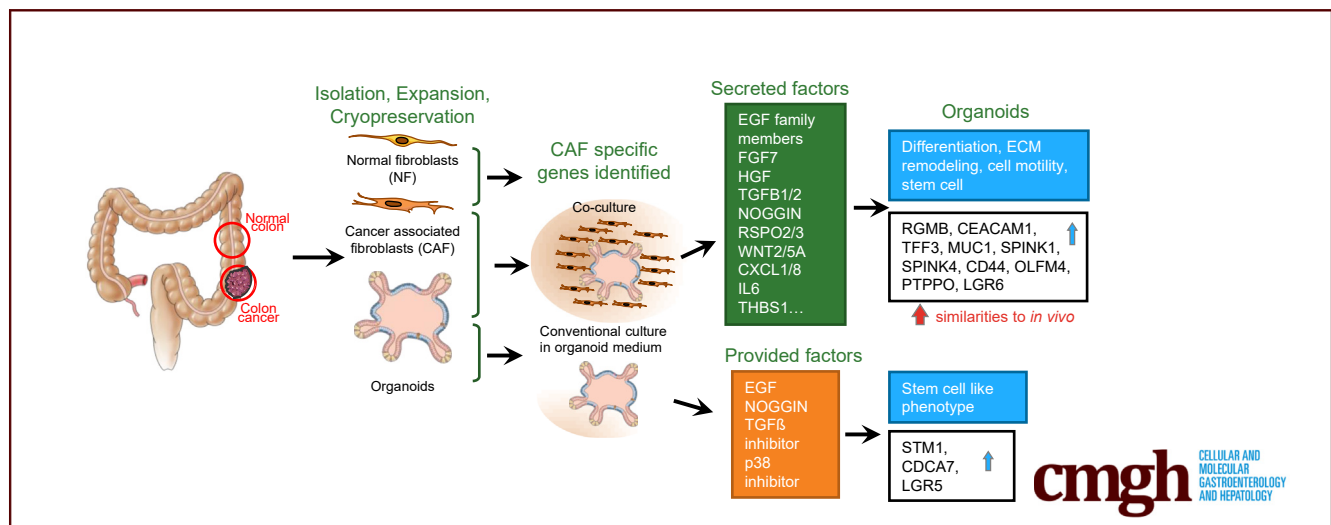 Isolation, Expansion,
Cryopreservation
Normal fibroblasts
(NF)
Cancer associated
fibroblasts (CAF)
Organoids
Normal
colon
Colon
cancer
CAF specific
genes identified
Co-culture
Conventional culture
in organoid medium
Secreted factors
EGF family
members
FGF7
HGF
TGFB1/2
NOGGIN
RSPO2/3
WNT2/5A
CXCL1/8
IL6
THBS1…
Provided factors
EGF
NOGGIN
TGFß
inhibitor
p38
inhibitor
Organoids
Differentiation, ECM
remodeling, cell motility,
stem cell
RGMB, CEACAM1,
TFF3, MUC1, SPINK1,
SPINK4, CD44, OLFM4,
PTPPO, LGR6
similarities to in vivo
Stem cell like
phenotype
STM1,
CDCA7,
LGR5
cmgh
CELLULAR AND
MOLECULAR
GASTROENTEROLOGY
AND HEPATOLOGY